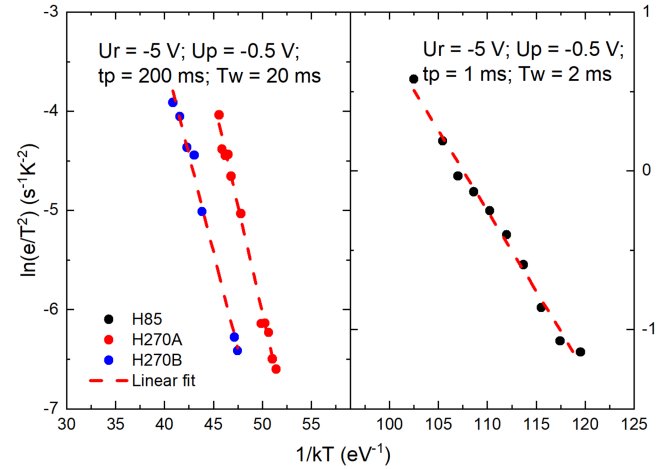 Ur = -5 V; Up = -0.5 V;
tp = 200 ms; Tw = 20 ms
Ur = -5 V; Up = -0.5 V;
tp = 1 ms; Tw = 2 ms
1
-4
0
-5
-6
-1
-7
ln(e/T²) (s⁻¹K⁻²)
H85
H270A
H270B
Linear fit
30 35 40 45 50 55 100 105 110 115 120 125
1/kT (eV⁻¹)